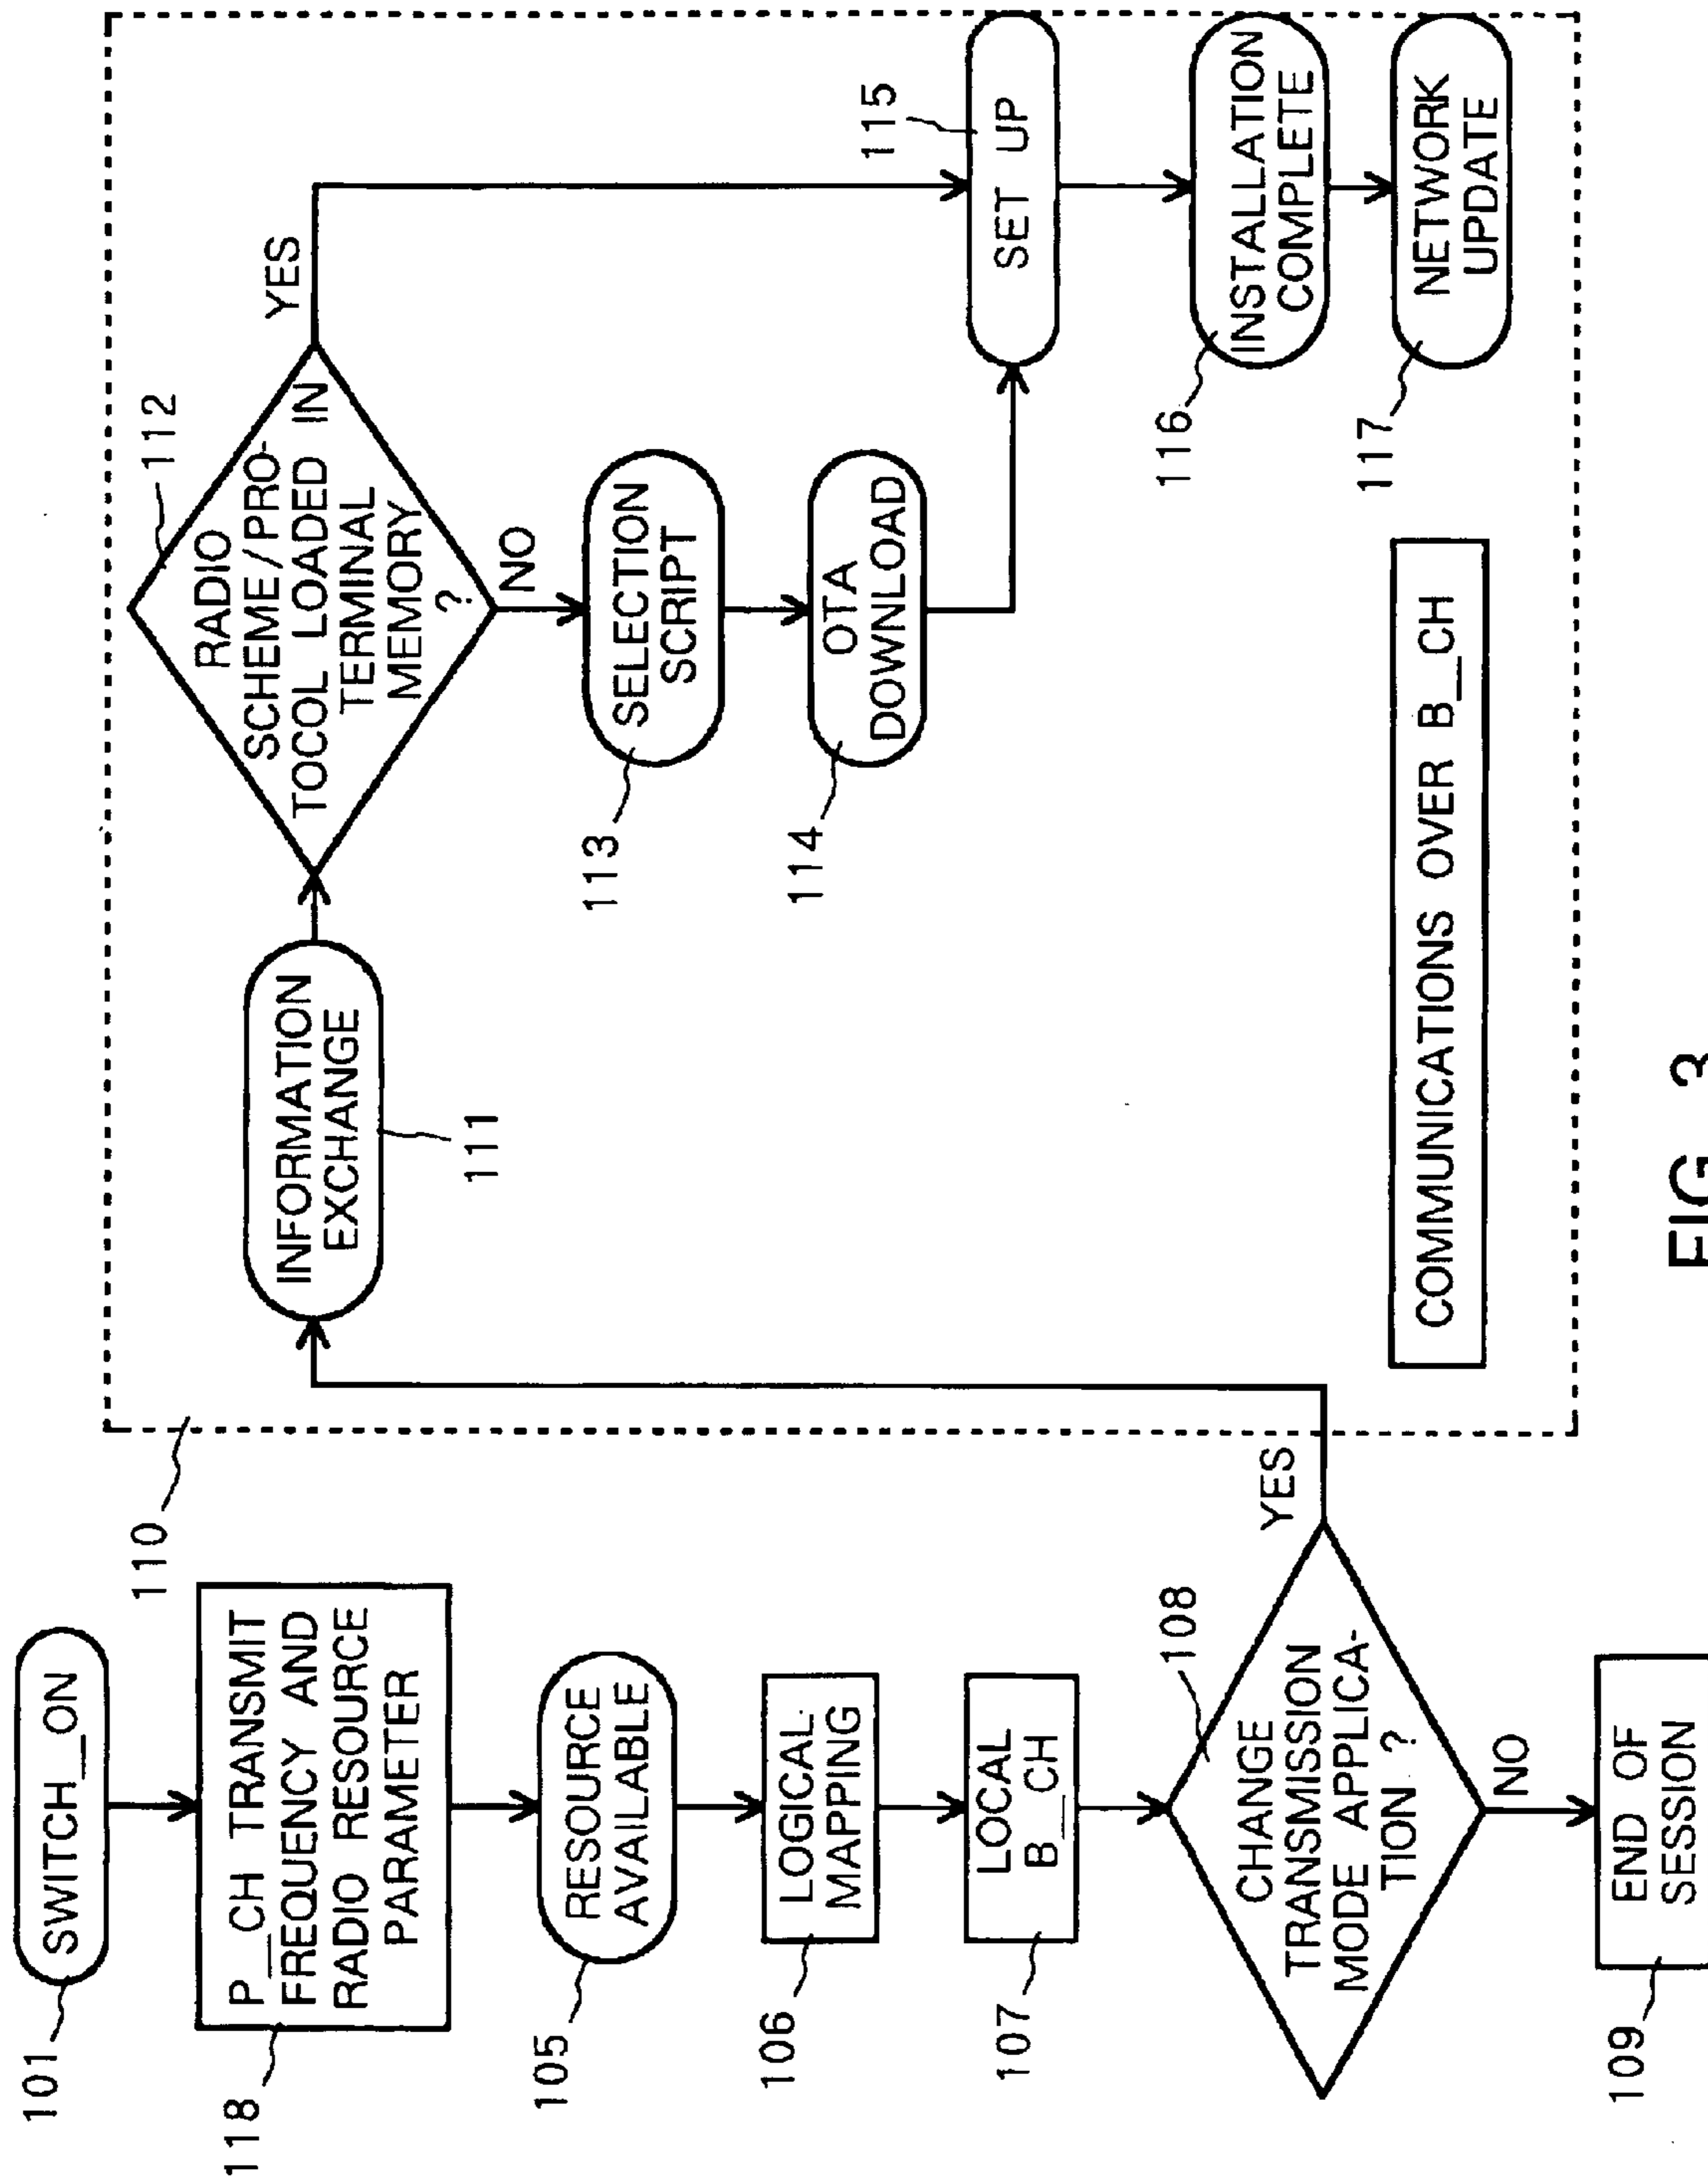 101
SWITCH_ON
118
P_CH TRANSMIT
FREQUENCY AND
RADIO RESOURCE
PARAMETER
105
RESOURCE
AVAILABLE
106
LOGICAL
MAPPING
107
LOCAL
B_CH
108
CHANGE
TRANSMISSION
MODE APPLICA-
TION ?
YES
NO
109
END OF
SESSION
110
INFORMATION
EXCHANGE
111
112
RADIO
SCHEME/PRO-
TOCOL LOADED IN
TERMINAL
MEMORY
?
YES
NO
113
SELECTION
SCRIPT
114
OTA
DOWNLOAD
115
SET UP
116
INSTALLATION
COMPLETE
117
NETWORK
UPDATE
COMMUNICATIONS OVER B_CH
FIG. 3